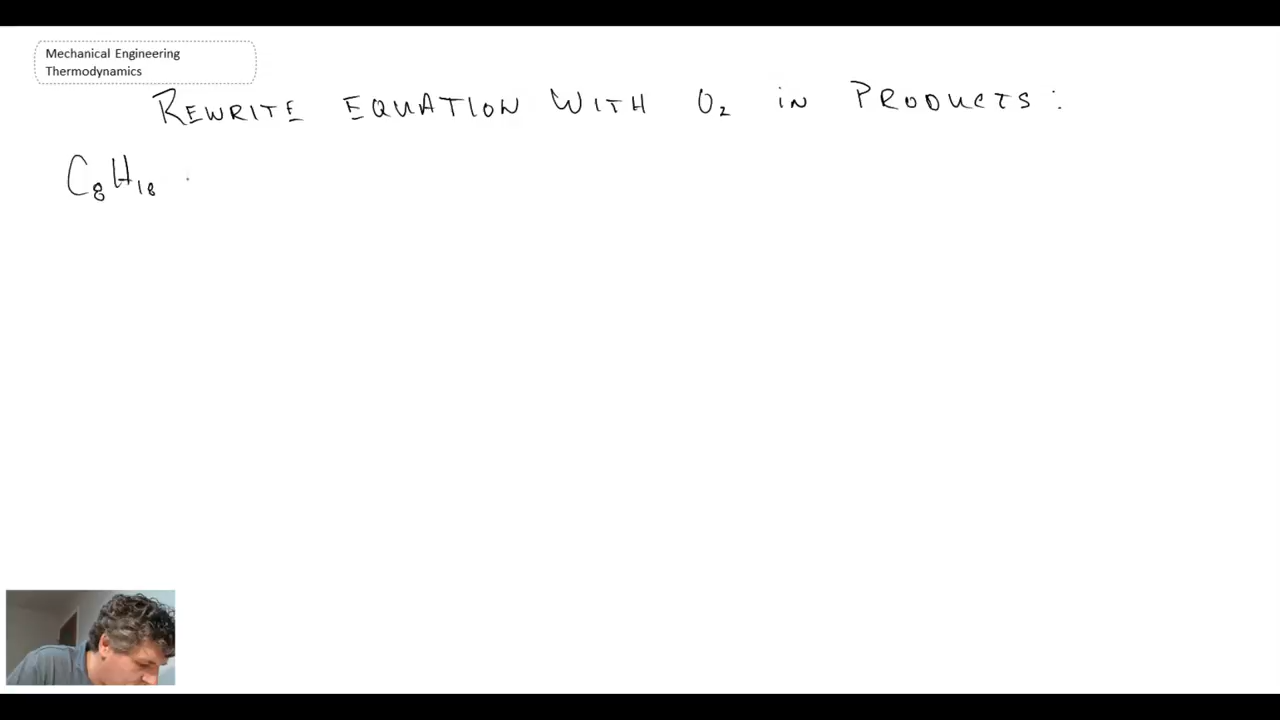 Mechanical Engineering
Thermodynamics
REWRITE EQUATION WITH O₂ in PRODUCTS :
C₈H₁₈